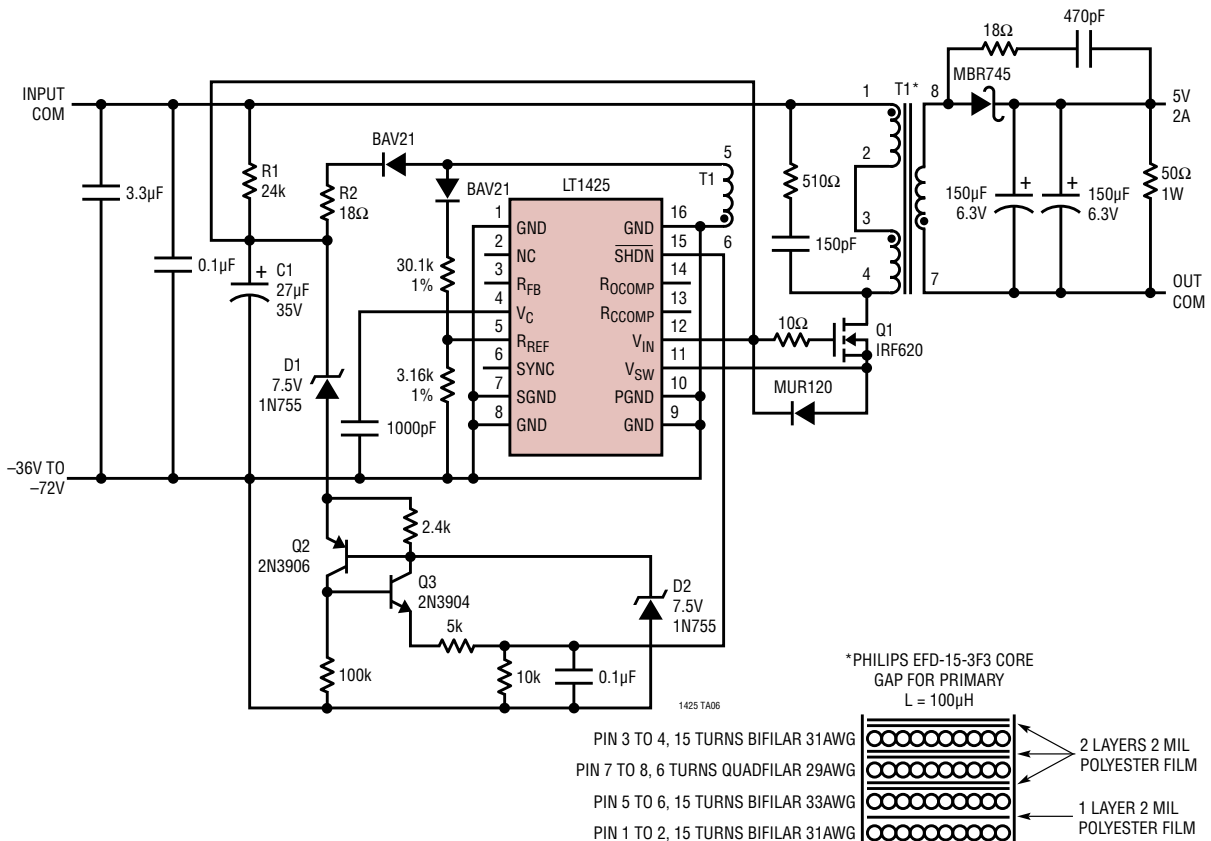 INPUT
COM
3.3µF
0.1µF
R1
24k
+ C1
27µF
35V
R2
18Ω
BAV21
BAV21
30.1k
1%
3.16k
1%
1000pF
D1
7.5V
1N755
–36V TO
–72V
LT1425
1
GND
2
NC
3
RFB
4
VC
5
RREF
6
SYNC
7
SGND
8
GND
16
GND
15
SHDN
14
ROCOMP
13
RCCOMP
12
VIN
11
VSW
10
PGND
9
GND
5
T1
6
510Ω
150pF
10Ω
Q1
IRF620
MUR120
1
2
3
4
T1*
8
7
18Ω
470pF
MBR745
150µF
6.3V
+
+
150µF
6.3V
5V
2A
50Ω
1W
OUT
COM
Q2
2N3906
2.4k
Q3
2N3904
5k
100k
10k
0.1µF
D2
7.5V
1N755
1425 TA06
*PHILIPS EFD-15-3F3 CORE
GAP FOR PRIMARY
L = 100µH
PIN 3 TO 4, 15 TURNS BIFILAR 31AWG
PIN 7 TO 8, 6 TURNS QUADFILAR 29AWG
PIN 5 TO 6, 15 TURNS BIFILAR 33AWG
PIN 1 TO 2, 15 TURNS BIFILAR 31AWG
2 LAYERS 2 MIL
POLYESTER FILM
1 LAYER 2 MIL
POLYESTER FILM